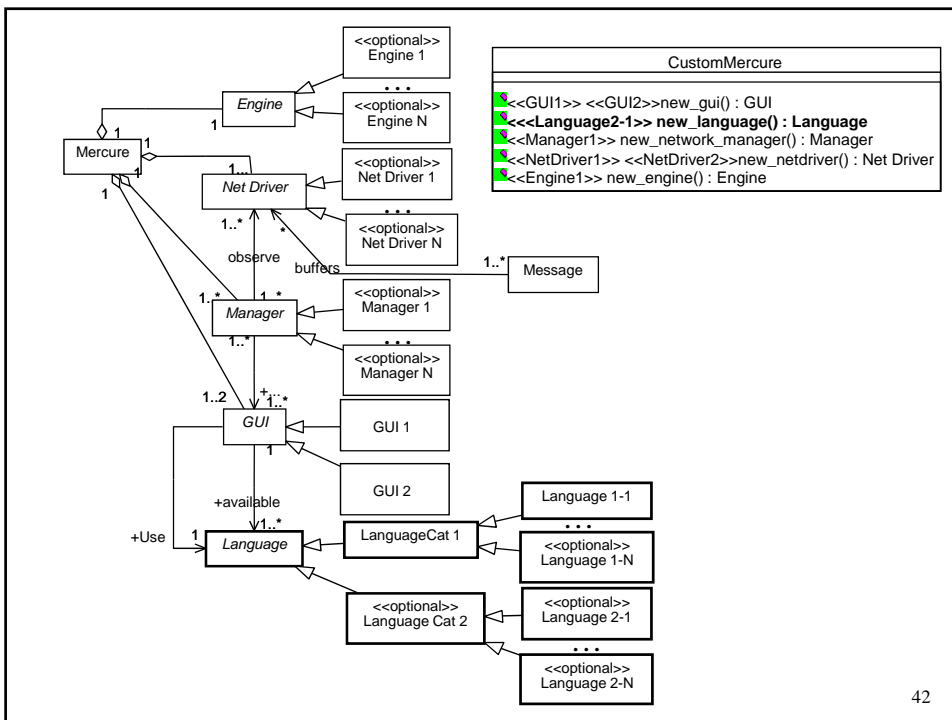 <<optional>>
Engine 1
...
<<optional>>
Engine N
Engine
1
Mercure
1
1
1
1
1...
Net Driver
<<optional>>
Net Driver 1
...
<<optional>>
Net Driver N
1..*
*
observe
buffers
1..*
Message
1..*
1..*
Manager
1..*
<<optional>>
Manager 1
...
<<optional>>
Manager N
+...
1..2
1..*
GUI
1
GUI 1
GUI 2
+available
+Use
1
1..*
Language
LanguageCat 1
Language 1-1
...
<<optional>>
Language 1-N
<<optional>>
Language Cat 2
<<optional>>
Language 2-1
...
<<optional>>
Language 2-N
CustomMercure
<<GUI1>> <<GUI2>>new_gui() : GUI
<<<Language2-1>> new_language() : Language
<<Manager1>> new_network_manager() : Manager
<<NetDriver1>> <<NetDriver2>>new_netdriver() : Net Driver
<<Engine1>> new_engine() : Engine
42